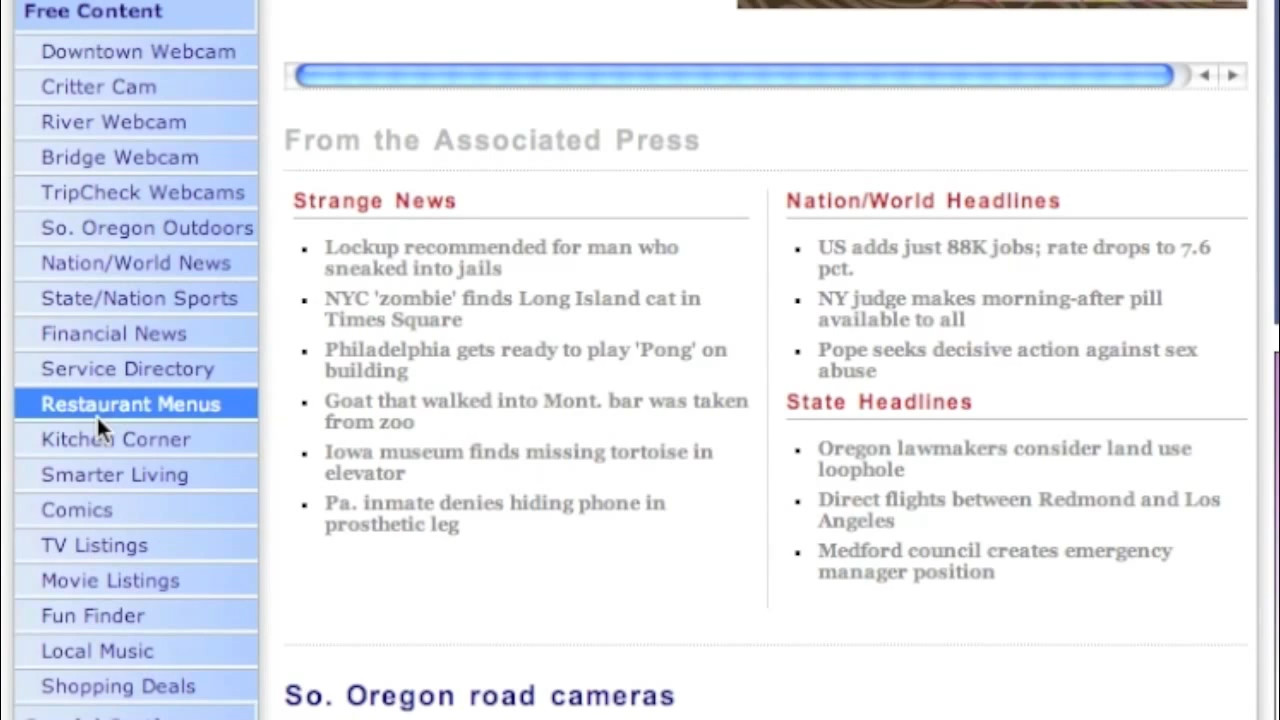 Free Content
Downtown Webcam
Critter Cam
River Webcam
Bridge Webcam
TripCheck Webcams
So. Oregon Outdoors
Nation/World News
State/Nation Sports
Financial News
Service Directory
Restaurant Menus
Kitchen Corner
Smarter Living
Comics
TV Listings
Movie Listings
Fun Finder
Local Music
Shopping Deals
From the Associated Press
Strange News
Lockup recommended for man who
sneaked into jails
NYC 'zombie' finds Long Island cat in
Times Square
Philadelphia gets ready to play 'Pong' on
building
Goat that walked into Mont. bar was taken
from zoo
Iowa museum finds missing tortoise in
elevator
Pa. inmate denies hiding phone in
prosthetic leg
Nation/World Headlines
US adds just 88K jobs; rate drops to 7.6
pct.
NY judge makes morning-after pill
available to all
Pope seeks decisive action against sex
abuse
State Headlines
Oregon lawmakers consider land use
loophole
Direct flights between Redmond and Los
Angeles
Medford council creates emergency
manager position
So. Oregon road cameras